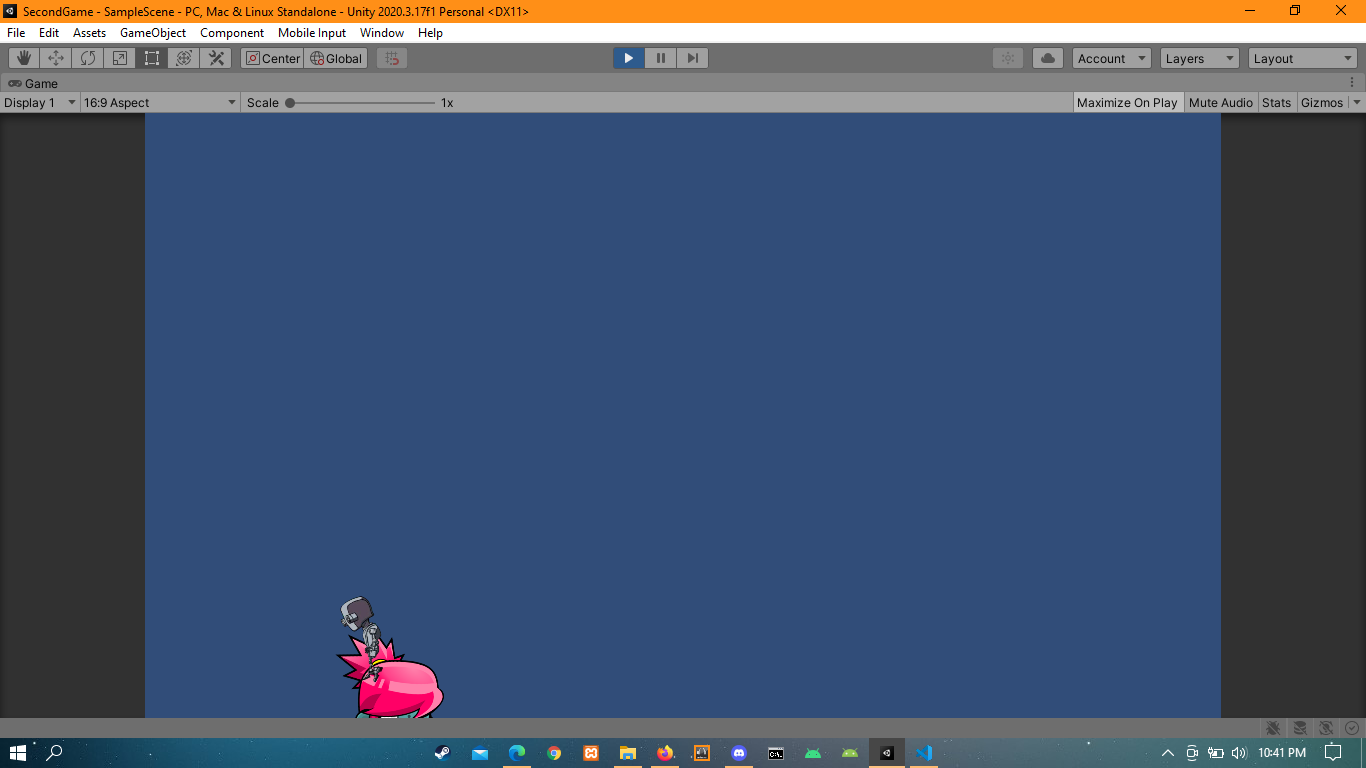 SecondGame - SampleScene - PC, Mac & Linux Standalone - Unity 2020.3.17f1 Personal <DX11>
File Edit Assets GameObject Component Mobile Input Window Help
Center Global Account Layers Layout
Game
Display 1 16:9 Aspect Scale 1x Maximize On Play Mute Audio Stats Gizmos
10:41 PM